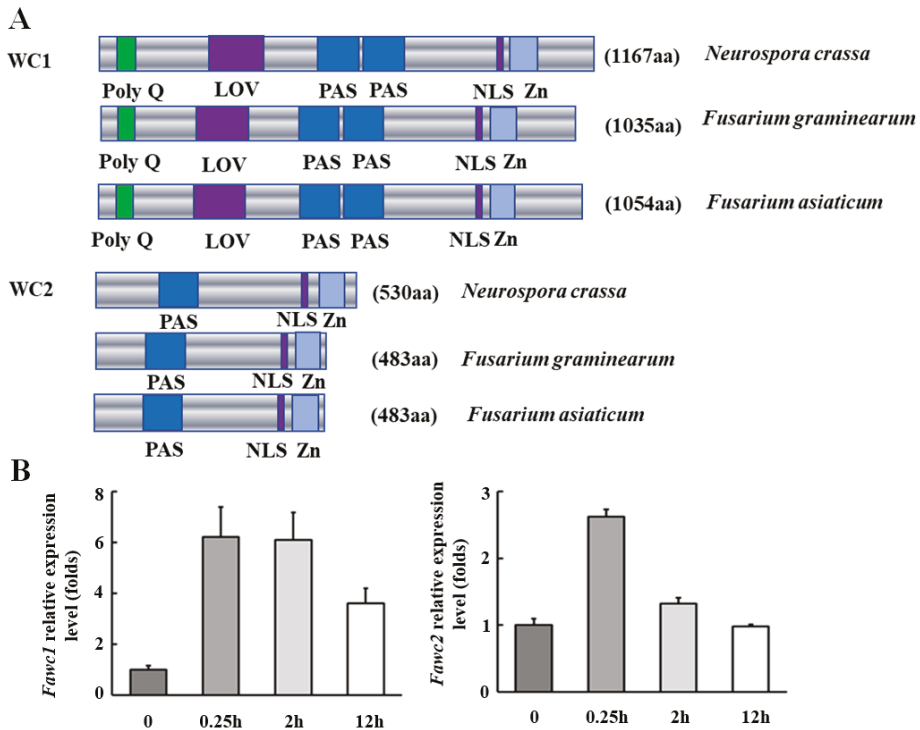 A
WC1
(1167aa) Neurospora crassa
Poly Q LOV PAS PAS NLS Zn
(1035aa) Fusarium graminearum
Poly Q LOV PAS PAS NLS Zn
(1054aa) Fusarium asiaticum
Poly Q LOV PAS PAS NLS Zn
WC2
(530aa) Neurospora crassa
PAS NLS Zn
(483aa) Fusarium graminearum
PAS NLS Zn
(483aa) Fusarium asiaticum
PAS NLS Zn
B
Fawc1 relative expression
level (folds)
8
6
4
2
0
0 0.25h 2h 12h
Fawc2 relative expression
level (folds)
3
2
1
0
0 0.25h 2h 12h